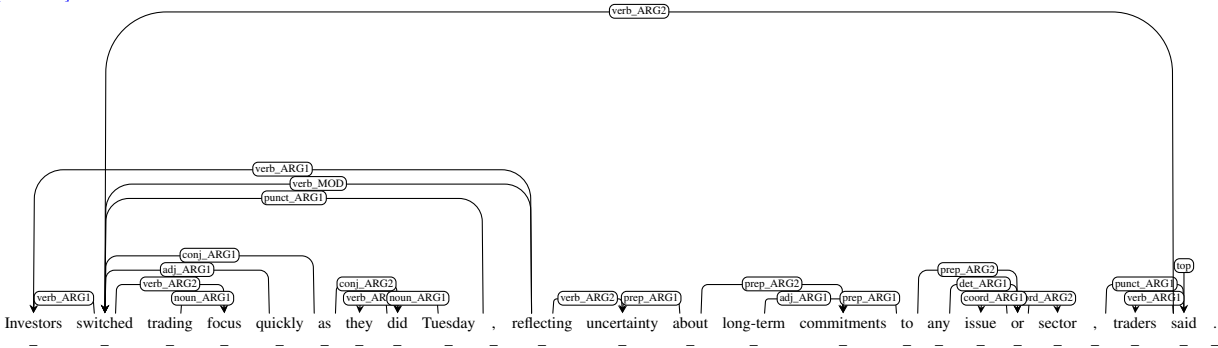 verb_ARG2
verb_ARG1
verb_MOD
punct_ARG1
conj_ARG1
adj_ARG1 top prep_ARG2
verb_ARG2 conj_ARG2 prep_ARG2 det_ARG1 punct_ARG1
verb_ARG1 noun_ARG1 noun_ARG1 verb_ARG2 prep_ARG1 adj_ARG1 prep_ARG1 coord_ARG1 verb_ARG1
Investors switched trading focus quickly as they did Tuesday , reflecting uncertainty about long-term commitments to any issue or sector , traders said .
_ _ _ _ _ _ _ _ _ _ _ _ _ _ _ _ _ _ _ _ _ _ _ _